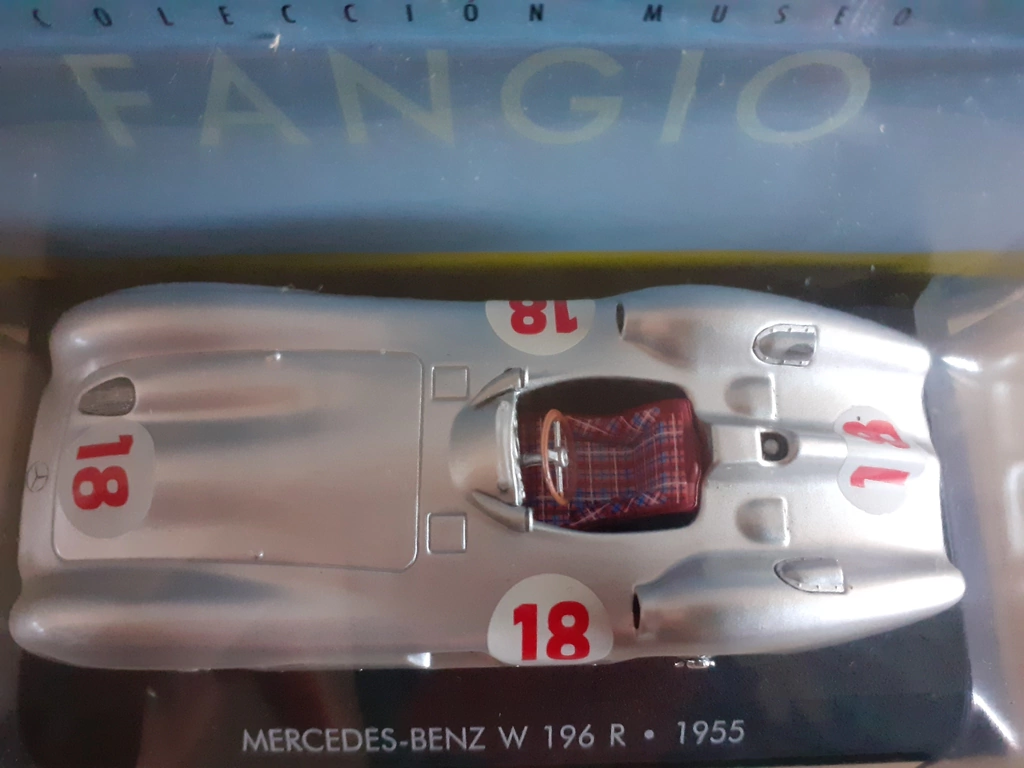 COLECCIÓN MUSEO
FANGIO
18
18
18
18
MERCEDES-BENZ W 196 R • 1955